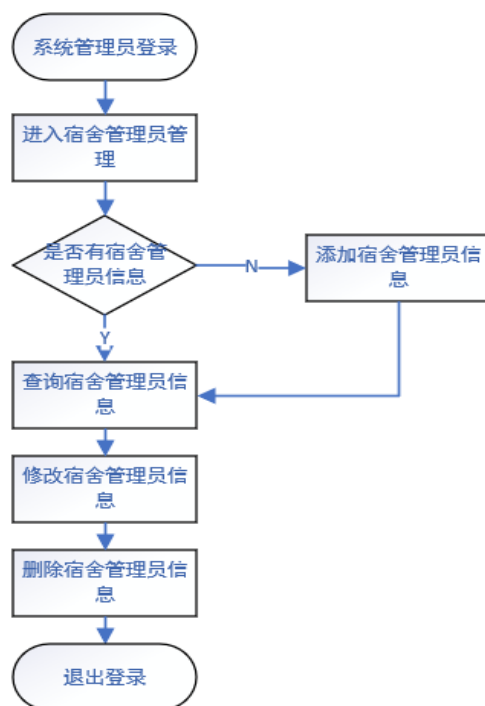 系统管理员登录
进入宿舍管理员管
理
是否有宿舍管
理员信息
N
添加宿舍管理员信
息
Y
查询宿舍管理员信
息
修改宿舍管理员信
息
删除宿舍管理员信
息
退出登录